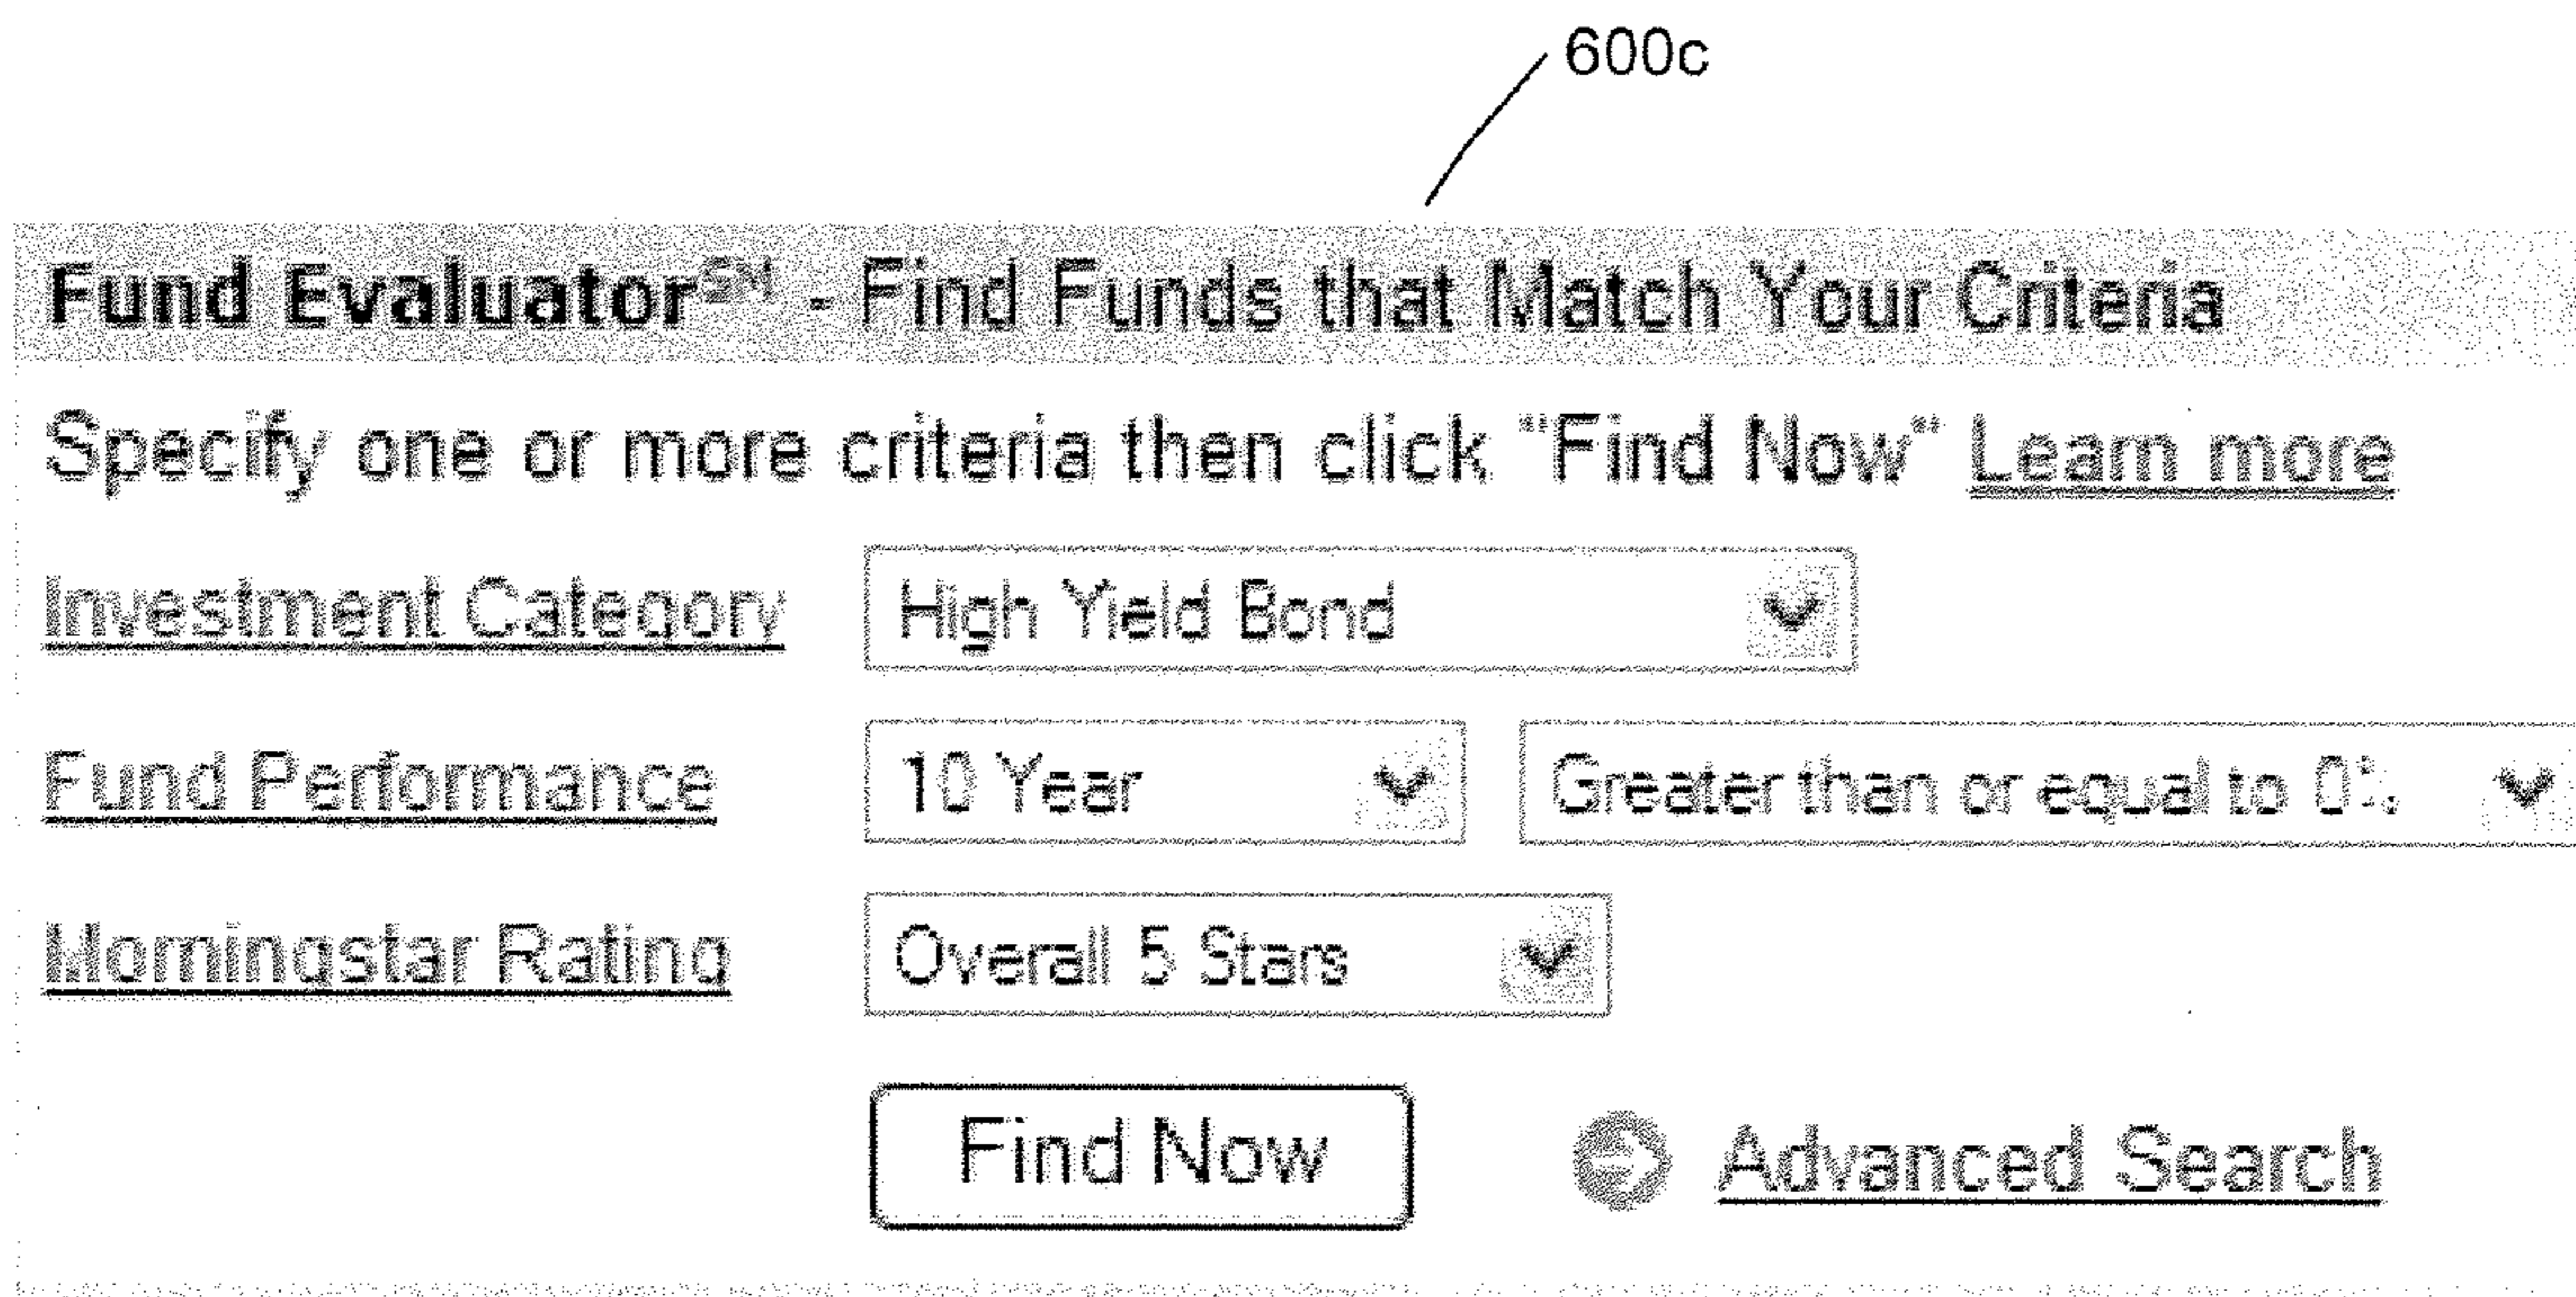 600c
Fund Evaluator℠ - Find Funds that Match Your Criteria
Specify one or more criteria then click "Find Now" Learn more
Investment Category High Yield Bond
Fund Performance 10 Year Greater than or equal to 0%
Morningstar Rating Overall 5 Stars
Find Now Advanced Search